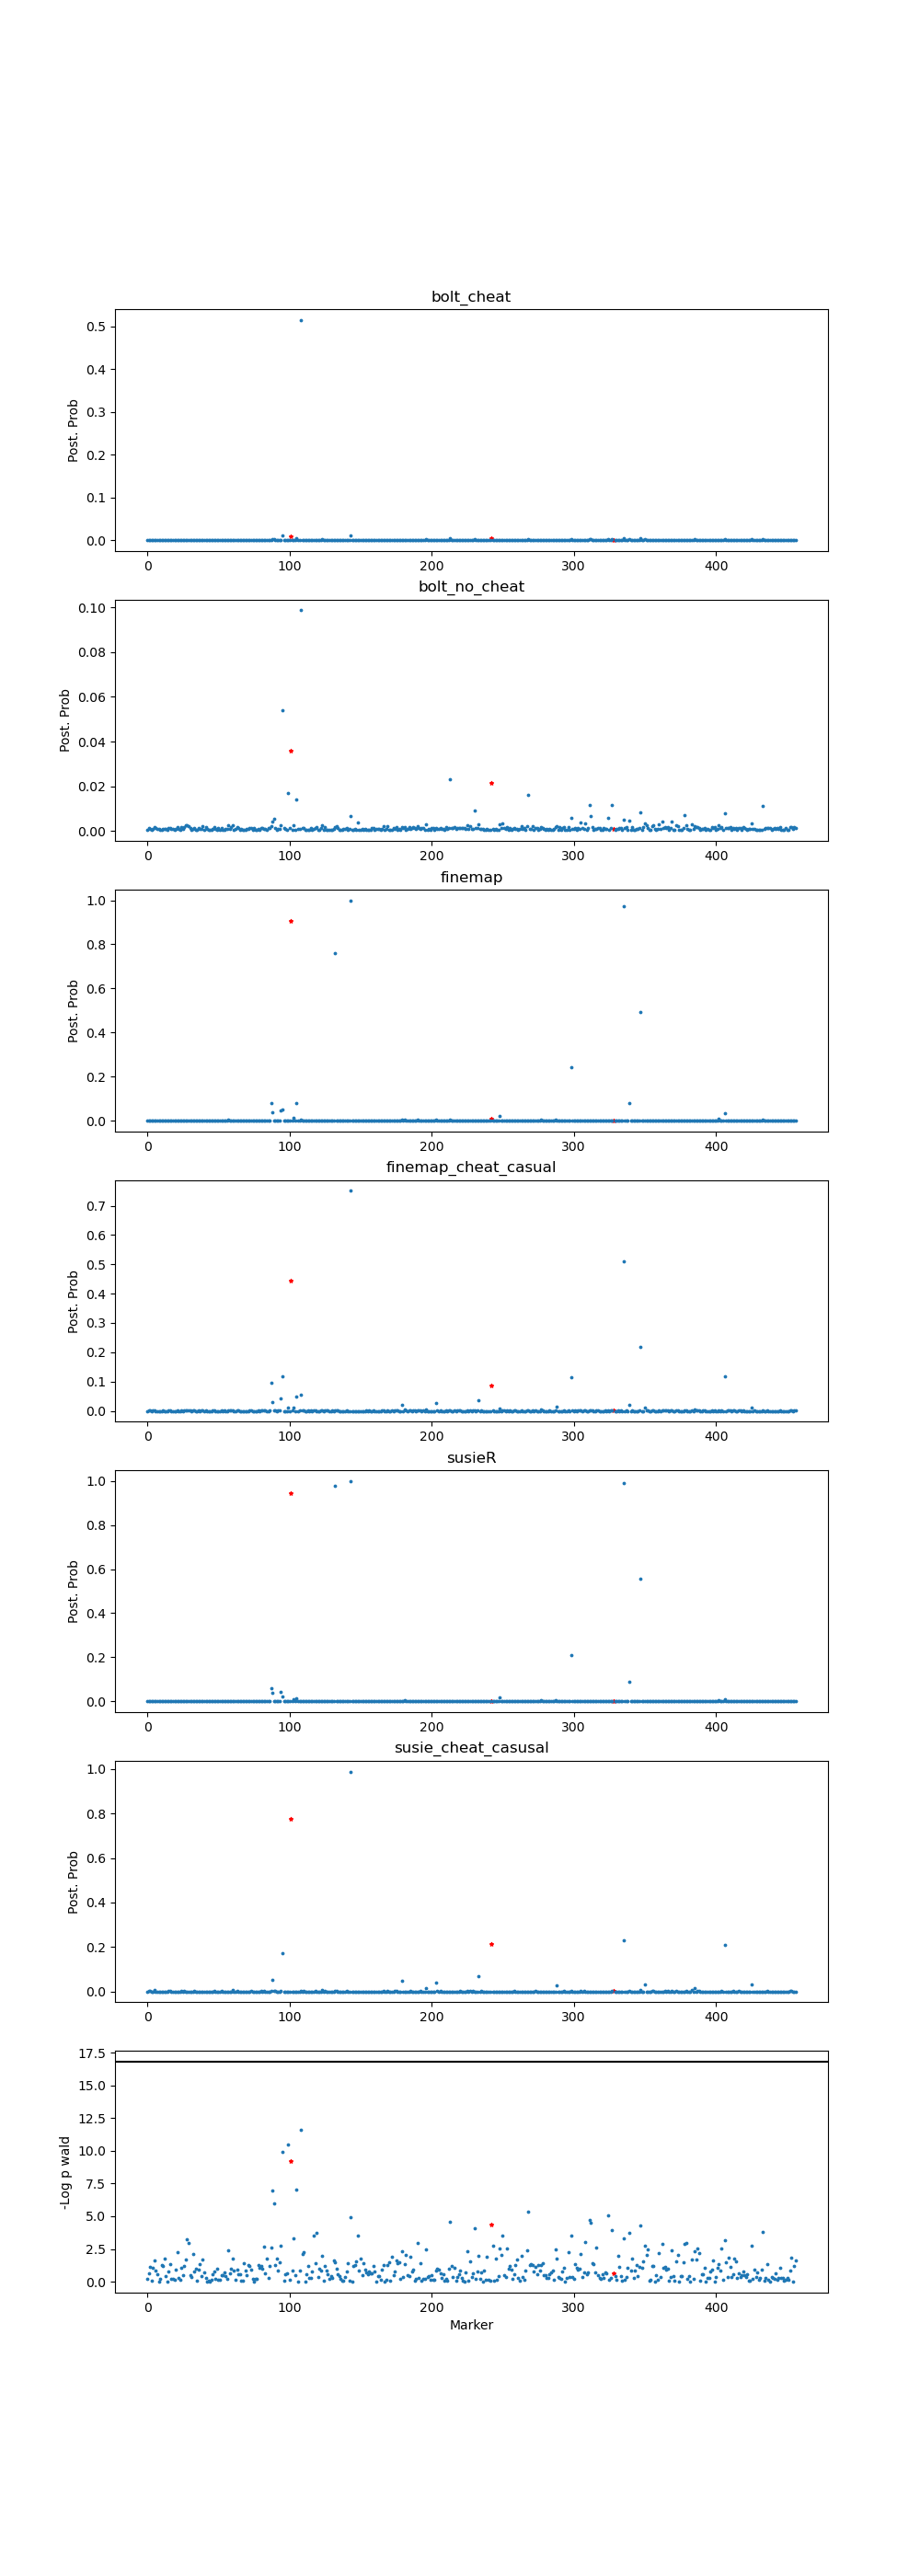 bolt_cheat
0.5
0.4
0.3
0.2
0.1
0.0
Post. Prob
0 100 200 300 400
bolt_no_cheat
0.10
0.08
0.06
0.04
0.02
0.00
Post. Prob
0 100 200 300 400
finemap
1.0
0.8
0.6
0.4
0.2
0.0
Post. Prob
0 100 200 300 400
finemap_cheat_casual
0.7
0.6
0.5
0.4
0.3
0.2
0.1
0.0
Post. Prob
0 100 200 300 400
susieR
1.0
0.8
0.6
0.4
0.2
0.0
Post. Prob
0 100 200 300 400
susie_cheat_casusal
1.0
0.8
0.6
0.4
0.2
0.0
Post. Prob
0 100 200 300 400
17.5
15.0
12.5
10.0
7.5
5.0
2.5
0.0
-Log p wald
0 100 200 300 400
Marker